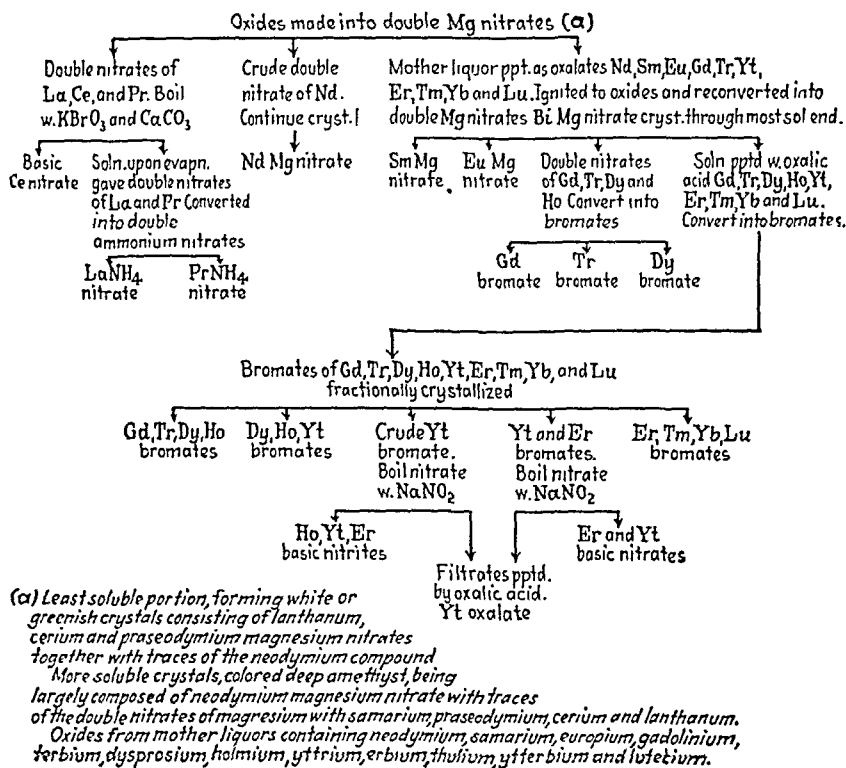 Oxides made into double Mg nitrates (a)
Double nitrates of
La, Ce, and Pr. Boil
w. KBrO₃ and CaCO₃
Crude double
nitrate of Nd.
Continue cryst.
Mother liquor ppt. as oxalates Nd, Sm, Eu, Gd, Tr, Yt,
Er, Tm, Yb and Lu. Ignited to oxides and reconverted into
double Mg nitrates Bi Mg nitrate cryst. through most sol end.
Basic
Ce nitrate
Soln. upon evapn.
gave double nitrates
of La and Pr Converted
into double
ammonium nitrates
Nd Mg nitrate
Sm Mg
nitrate
Eu Mg
nitrate
Double nitrates
of Gd, Tr, Dy and
Ho Convert into
bromates
Soln pptd w. oxalic
acid Gd, Tr, Dy, Ho, Yt,
Er, Tm, Yb and Lu.
Convert into bromates.
LaNH₄
nitrate
PrNH₄
nitrate
Gd
bromate
Tr
bromate
Dy
bromate
Bromates of Gd, Tr, Dy, Ho, Yt, Er, Tm, Yb, and Lu
fractionally crystallized
Gd, Tr, Dy, Ho
bromates
Dy, Ho, Yt
bromates
Crude Yt
bromate.
Boil nitrate
w. NaNO₂
Yt and Er
bromates.
Boil nitrate
w. NaNO₂
Er, Tm, Yb, Lu
bromates
Ho, Yt, Er
basic nitrites
Filtrates pptd.
by oxalic acid.
Yt oxalate
Er and Yt
basic nitrates
(a) Least soluble portion, forming white or
greenish crystals consisting of lanthanum,
cerium and praseodymium magnesium nitrates
together with traces of the neodymium compound
More soluble crystals, colored deep amethyst, being
largely composed of neodymium magnesium nitrate with traces
of the double nitrates of magnesium with samarium, praseodymium, cerium and lanthanum.
Oxides from mother liquors containing neodymium, samarium, europium, gadolinium,
terbium, dysprosium, holmium, yttrium, erbium, thulium, ytterbium and lutecium.